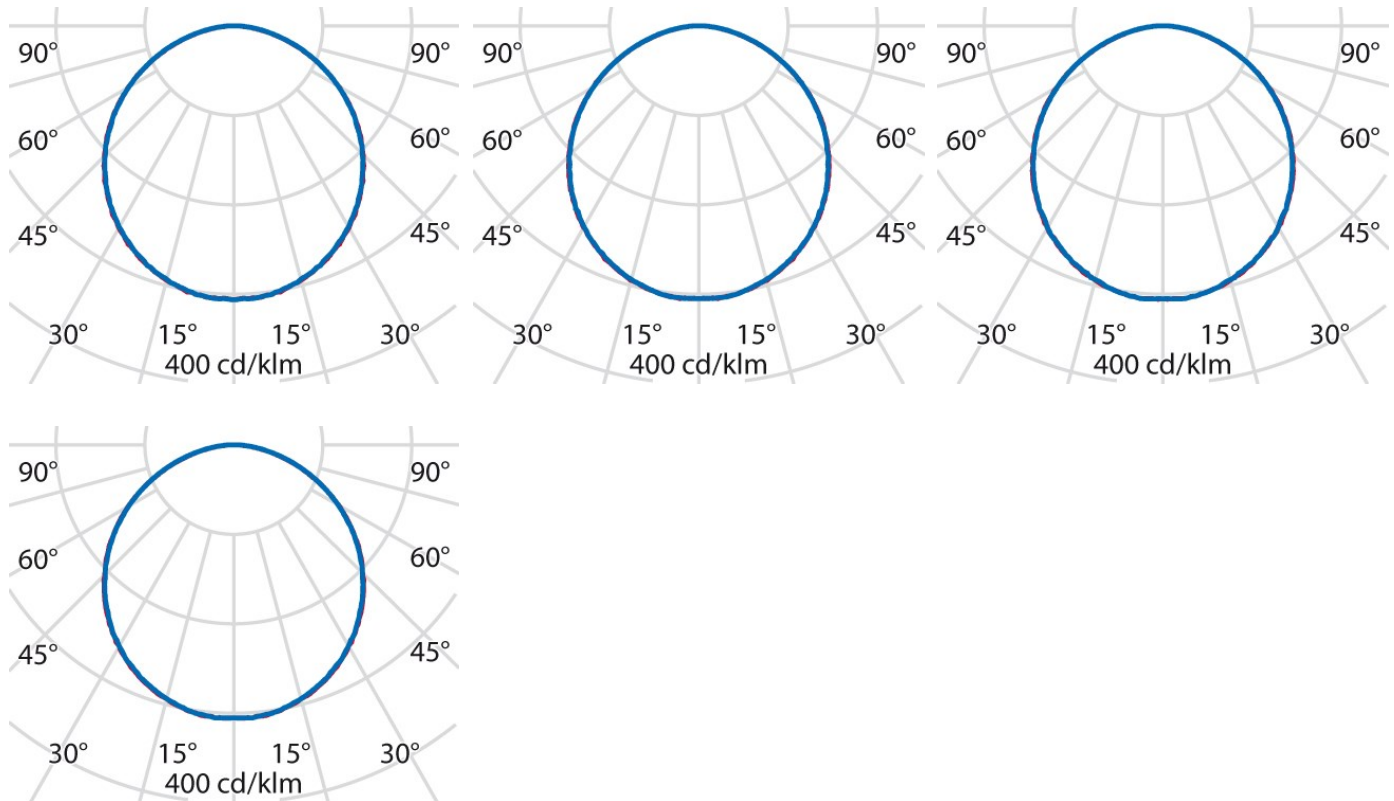 90° 90° 90° 90° 90° 90°
60° 60° 60° 60° 60° 60°
45° 45° 45° 45° 45° 45°
30° 15° 15° 30° 30° 15° 15° 30° 30° 15° 15° 30°
400 cd/klm 400 cd/klm 400 cd/klm
90° 90°
60° 60°
45° 45°
30° 15° 15° 30°
400 cd/klm